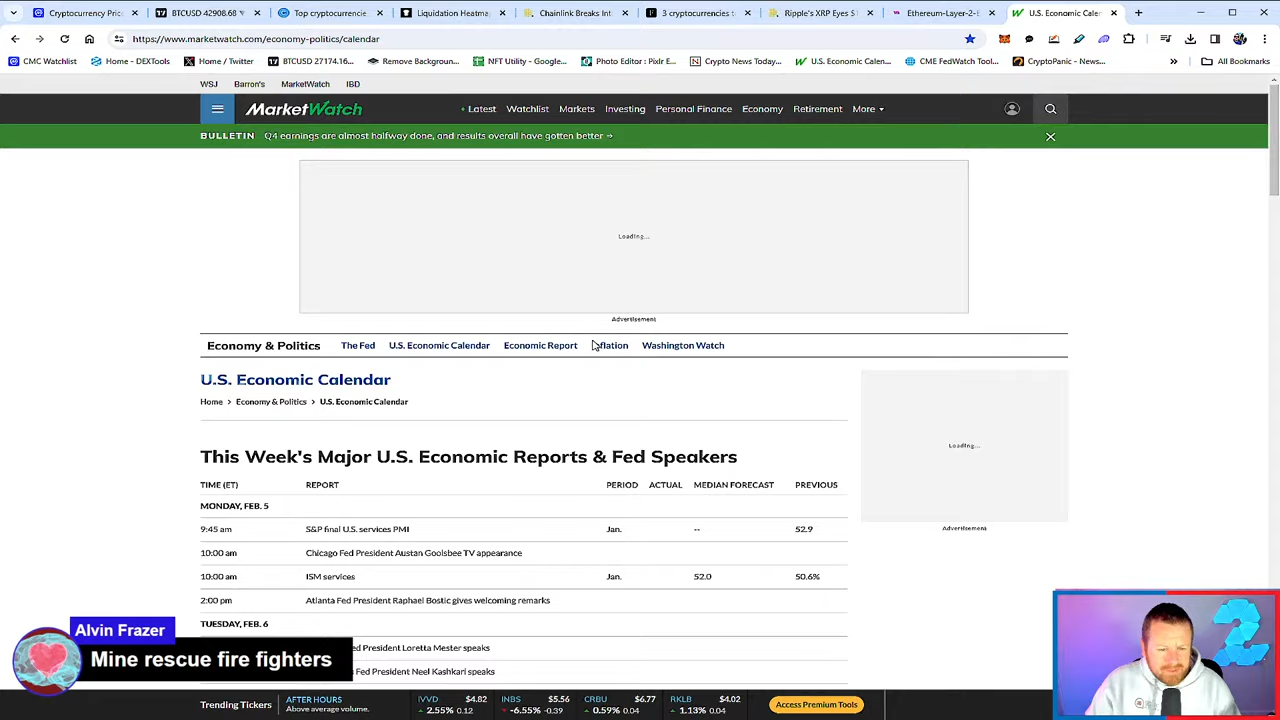 Cryptocurrency Pric
BTCUSD 42908.68
Top cryptocurrencie
Liquidation Heatma
Chainlink Breaks Int
3 cryptocurrencies t
Ripple's XRP Eyes $1
Ethereum-Layer-2-E
U.S. Economic Calen
https://www.marketwatch.com/economy-politics/calendar
CMC Watchlist
Home - DEXTools
Home / Twitter
BTCUSD 27174.16...
Remove Backgroun...
NFT Utility - Google...
Photo Editor : Pixlr E...
Crypto News Today...
U.S. Economic Calen...
CME FedWatch Tool...
CryptoPanic - News...
»
All Bookmarks
WSJ Barron's MarketWatch IBD
MarketWatch
Latest Watchlist Markets Investing Personal Finance Economy Retirement More
BULLETIN Q4 earnings are almost halfway done, and results overall have gotten better →
Loading...
Advertisement
Economy & Politics The Fed U.S. Economic Calendar Economic Report flation Washington Watch
U.S. Economic Calendar
Home > Economy & Politics > U.S. Economic Calendar
Loading...
Advertisement
This Week's Major U.S. Economic Reports & Fed Speakers
TIME (ET) REPORT PERIOD ACTUAL MEDIAN FORECAST PREVIOUS
MONDAY, FEB. 5
9:45 am S&P final U.S. services PMI Jan. -- 52.9
10:00 am Chicago Fed President Austan Goolsbee TV appearance
10:00 am ISM services Jan. 52.0 50.6%
2:00 pm Atlanta Fed President Raphael Bostic gives welcoming remarks
TUESDAY, FEB. 6
d President Loretta Mester speaks
s Fed President Neel Kashkari speaks
Alvin Frazer
Mine rescue fire fighters
2
Trending Tickers
AFTER HOURS
Above average volume.
IVVD $4.82
2.55% 0.12
INBS $5.56
-6.55% -0.39
CRBU $6.77
0.59% 0.04
RKLB $4.02
1.13% 0.04
Access Premium Tools